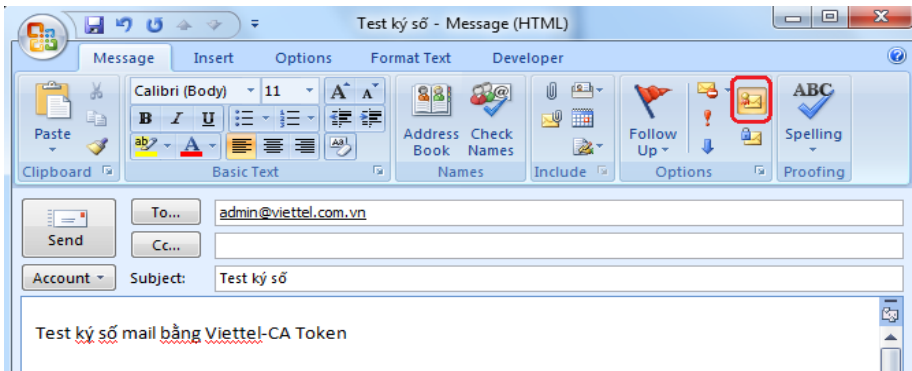 Test ký số - Message (HTML)
Message Insert Options Format Text Developer
Paste
Clipboard
Calibri (Body) 11 A A
B I U
ab A Aa
Basic Text
Address Book
Check Names
Names
Include
Follow Up
Options
ABC
Spelling
Proofing
Send
To... admin@viettel.com.vn
Cc...
Account Subject: Test ký số
Test ký số mail bằng Viettel-CA Token